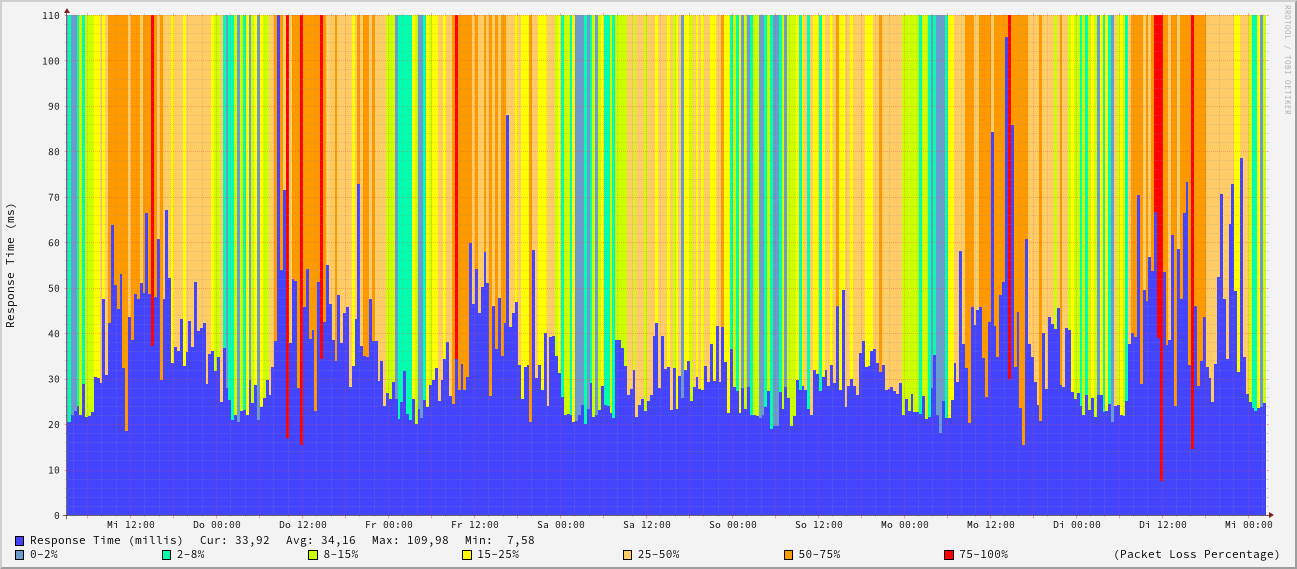 RRDTOOL / TOBI OETIKER
Response Time (ms)
110
100
90
80
70
60
50
40
30
20
10
0
Mi 12:00 Do 00:00 Do 12:00 Fr 00:00 Fr 12:00 Sa 00:00 Sa 12:00 So 00:00 So 12:00 Mo 00:00 Mo 12:00 Di 00:00 Di 12:00 Mi 00:00
Response Time (millis) Cur: 33,92 Avg: 34,16 Max: 109,98 Min: 7,58
0-2% 2-8% 8-15% 15-25% 25-50% 50-75% 75-100% (Packet Loss Percentage)